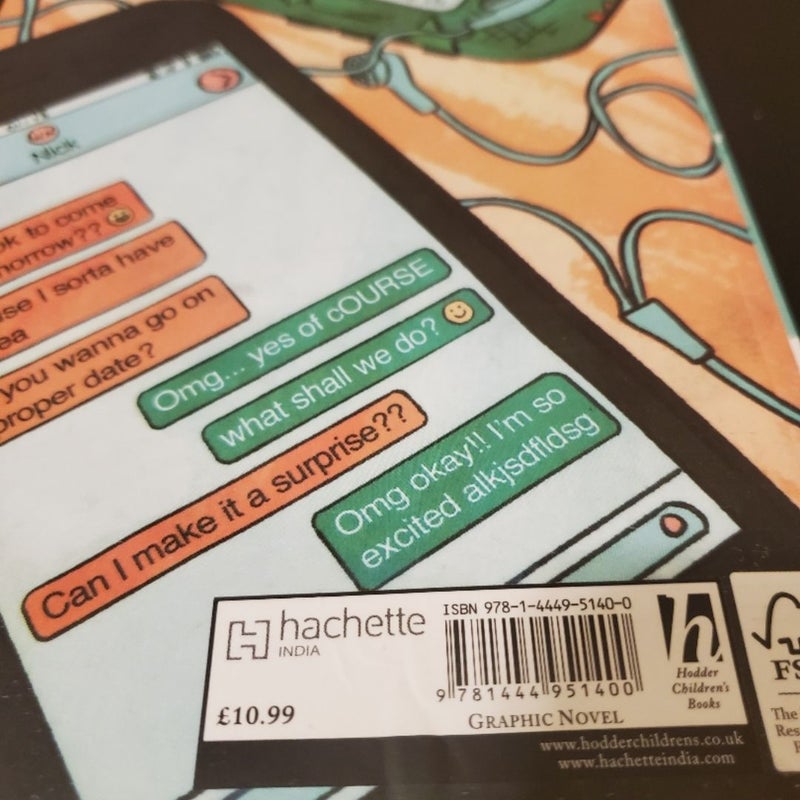 Nick
ok to come
orrow??
se I sorta have
ea
you wanna go on
proper date?
Omg... yes of cOURSE
what shall we do?
Can I make it a surprise??
Omg okay!! I'm so
excited alkjsdfldsg
hachette
INDIA
£10.99
ISBN 978-1-4449-5140-0
9 781444 951400
GRAPHIC NOVEL
h
Hodder
Children's
Books
www.hodderchildrens.co.uk
www.hachetteindia.com
FS
The
Res